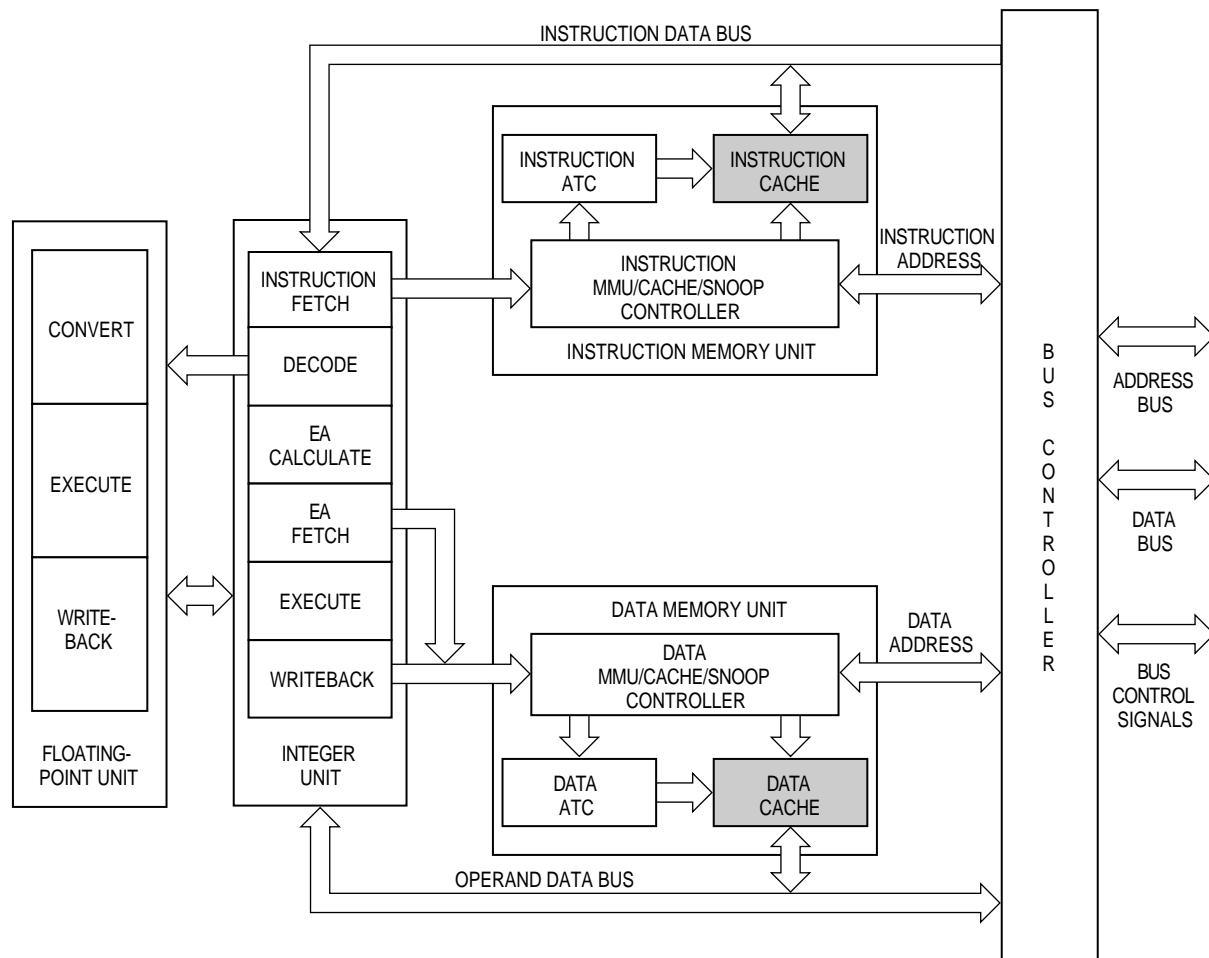 INSTRUCTION DATA BUS
INSTRUCTION
ATC
INSTRUCTION
CACHE
INSTRUCTION
MMU/CACHE/SNOOP
CONTROLLER
INSTRUCTION MEMORY UNIT
INSTRUCTION
ADDRESS
CONVERT
EXECUTE
WRITE-
BACK
FLOATING-
POINT UNIT
INSTRUCTION
FETCH
DECODE
EA
CALCULATE
EA
FETCH
EXECUTE
WRITEBACK
INTEGER
UNIT
DATA MEMORY UNIT
DATA
MMU/CACHE/SNOOP
CONTROLLER
DATA
ATC
DATA
CACHE
DATA
ADDRESS
OPERAND DATA BUS
BUS CONTROLLER
ADDRESS
BUS
DATA
BUS
BUS
CONTROL
SIGNALS